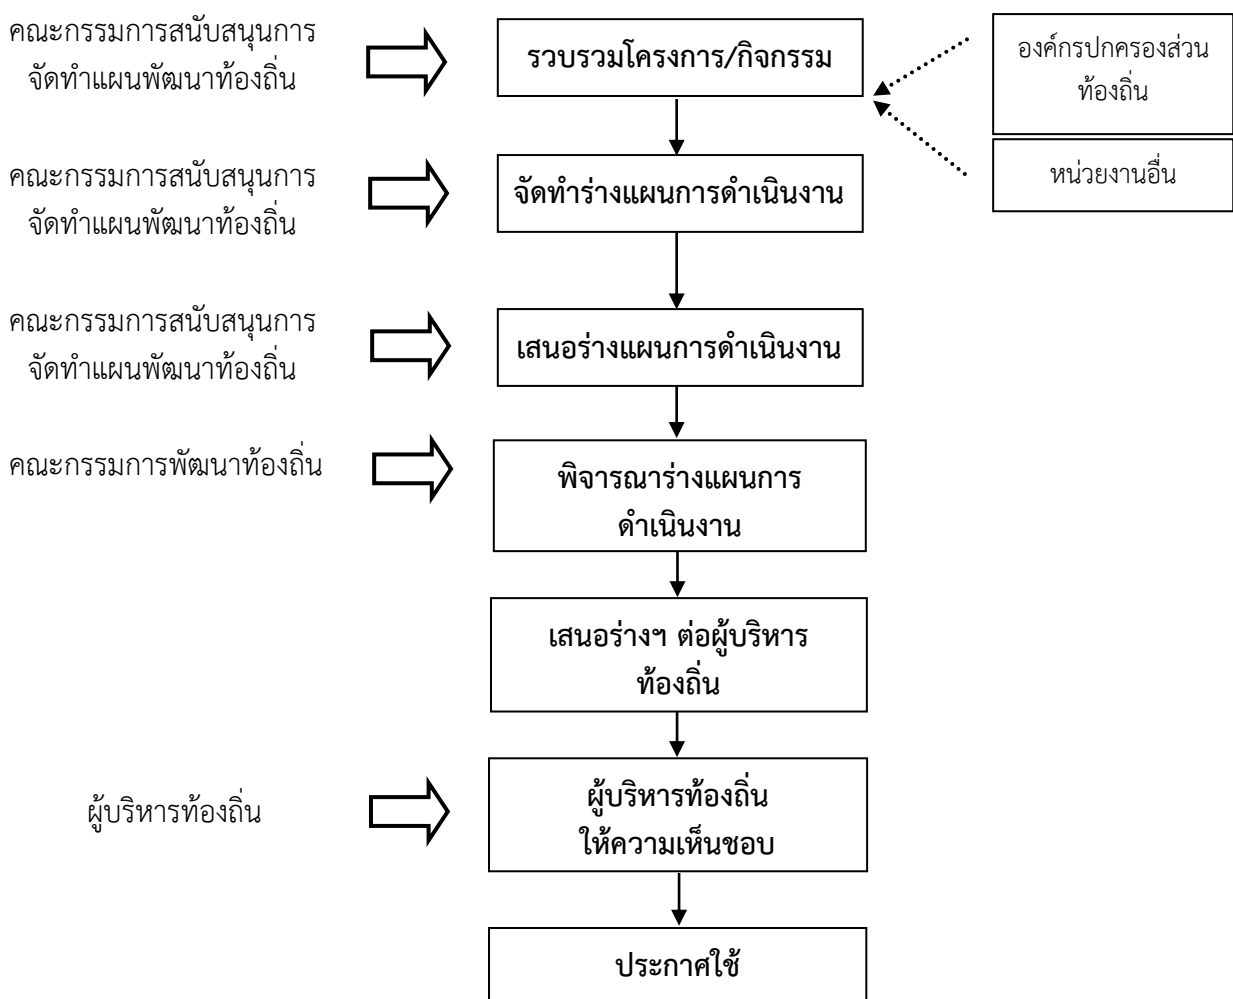 คณะกรรมการสนับสนุนการ
จัดทำแผนพัฒนาท้องถิ่น
รวบรวมโครงการ/กิจกรรม
องค์กรปกครองส่วน
ท้องถิ่น
หน่วยงานอื่น
คณะกรรมการสนับสนุนการ
จัดทำแผนพัฒนาท้องถิ่น
จัดทำร่างแผนการดำเนินงาน
คณะกรรมการสนับสนุนการ
จัดทำแผนพัฒนาท้องถิ่น
เสนอร่างแผนการดำเนินงาน
คณะกรรมการพัฒนาท้องถิ่น
พิจารณาร่างแผนการ
ดำเนินงาน
เสนอร่างฯ ต่อผู้บริหาร
ท้องถิ่น
ผู้บริหารท้องถิ่น
ผู้บริหารท้องถิ่น
ให้ความเห็นชอบ
ประกาศใช้